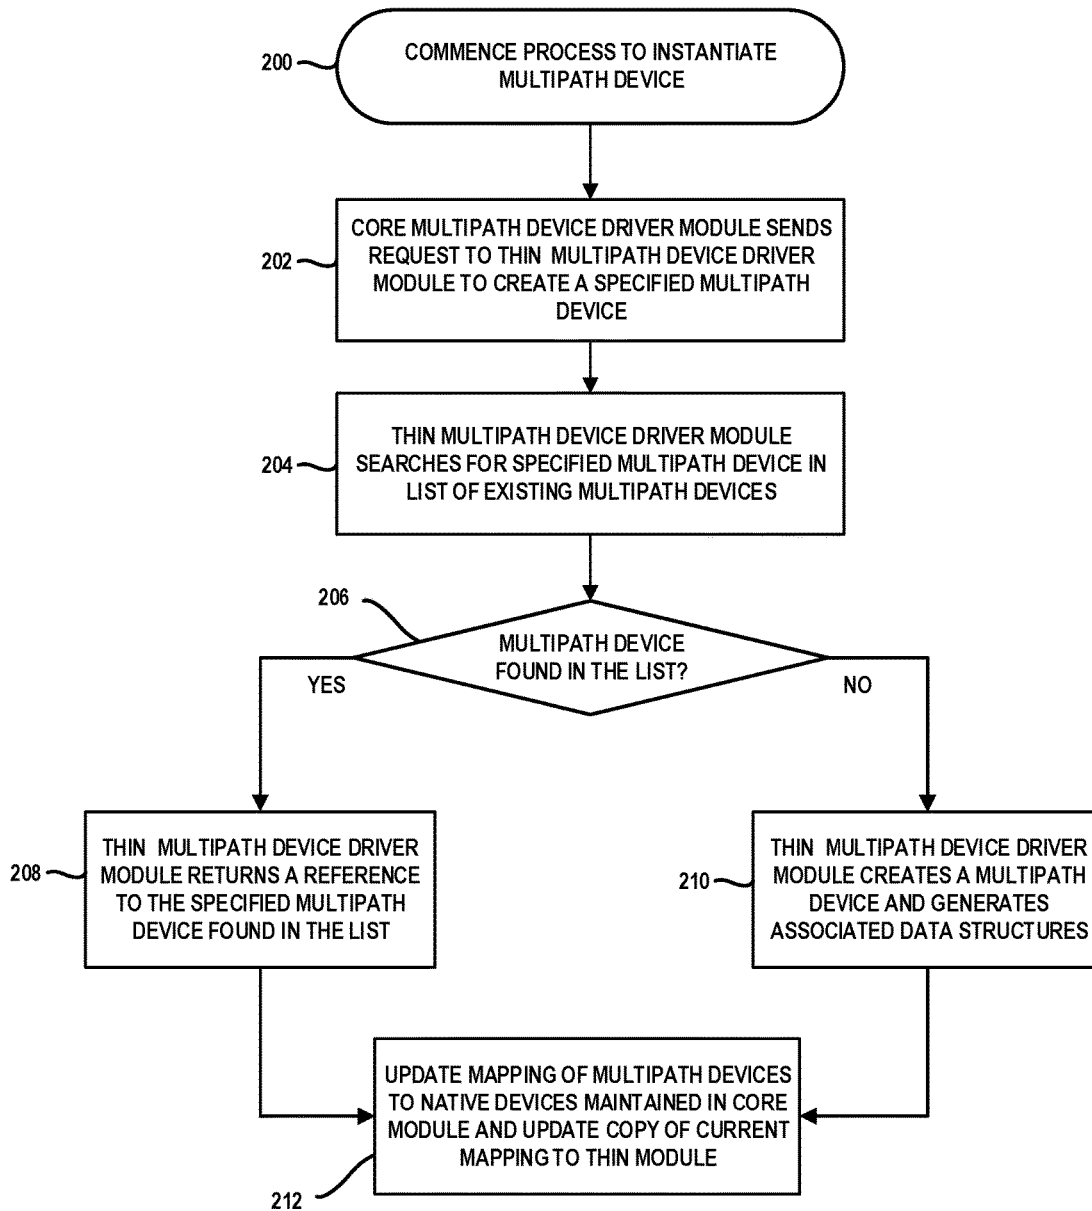 200
COMMENCE PROCESS TO INSTANTIATE
MULTIPATH DEVICE
202
CORE MULTIPATH DEVICE DRIVER MODULE SENDS
REQUEST TO THIN MULTIPATH DEVICE DRIVER
MODULE TO CREATE A SPECIFIED MULTIPATH
DEVICE
204
THIN MULTIPATH DEVICE DRIVER MODULE
SEARCHES FOR SPECIFIED MULTIPATH DEVICE IN
LIST OF EXISTING MULTIPATH DEVICES
206
MULTIPATH DEVICE
FOUND IN THE LIST?
YES
NO
208
THIN MULTIPATH DEVICE DRIVER
MODULE RETURNS A REFERENCE
TO THE SPECIFIED MULTIPATH
DEVICE FOUND IN THE LIST
210
THIN MULTIPATH DEVICE DRIVER
MODULE CREATES A MULTIPATH
DEVICE AND GENERATES
ASSOCIATED DATA STRUCTURES
UPDATE MAPPING OF MULTIPATH DEVICES
TO NATIVE DEVICES MAINTAINED IN CORE
MODULE AND UPDATE COPY OF CURRENT
MAPPING TO THIN MODULE
212